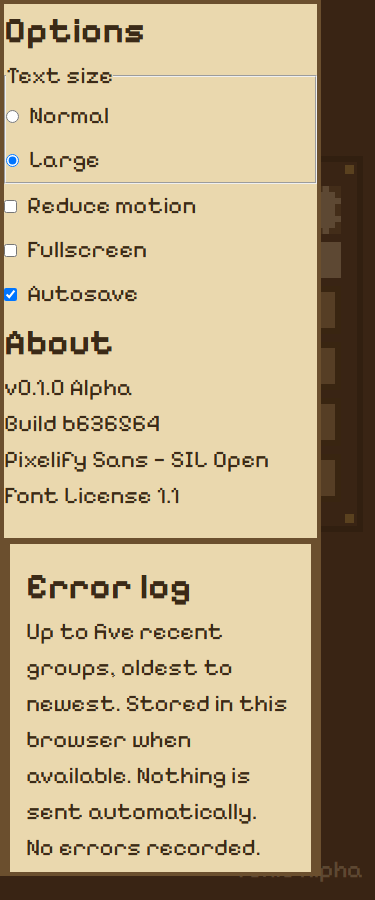 Options
Text size
Normal
Large
Reduce motion
Fullscreen
Autosave
About
v0.1.0 Alpha
Build b636864
Pixelify Sans - SIL Open
Font License 1.1
Error log
Up to five recent
groups, oldest to
newest. Stored in this
browser when
available. Nothing is
sent automatically.
No errors recorded.